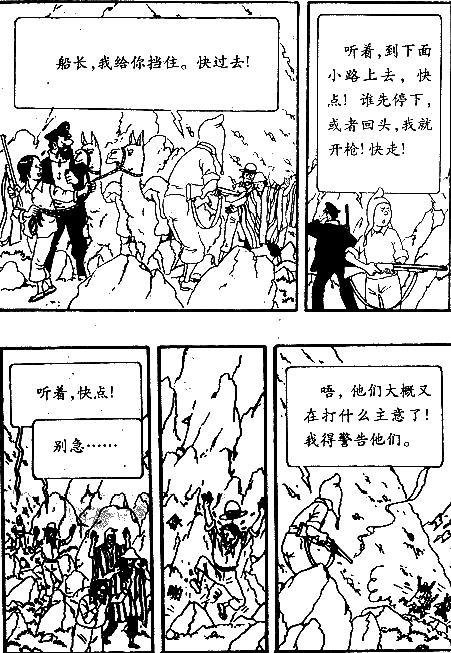 船长，我给你挡住。快过去！
听着，到下面
小路上去，快
点！谁先停下，
或者回头，我就
开枪！快走！
听着，快点！
别急……
唔，他们大概又
在打什么主意了！
我得警告他们。